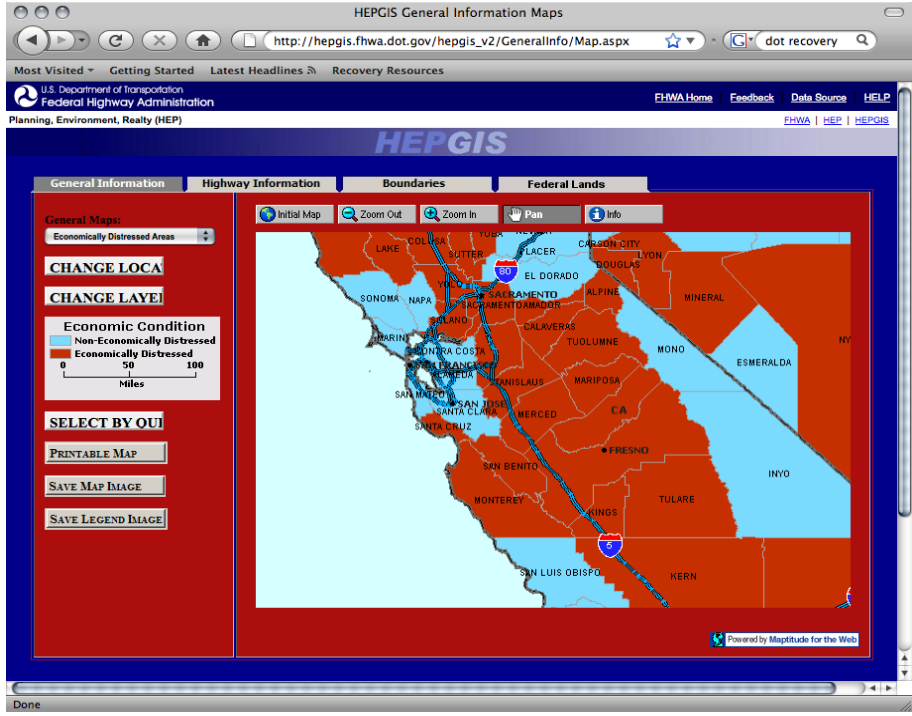 HEPGIS General Information Maps
http://hepgis.fhwa.dot.gov/hepgis_v2/GeneralInfo/Map.aspx
G
dot recovery
Most Visited
Getting Started
Latest Headlines
Recovery Resources
U.S. Department of Transportation
Federal Highway Administration
FHWA Home
Feedback
Data Source
HELP
Planning, Environment, Realty (HEP)
FHWA | HEP | HEPGIS
HEPGIS
General Information
Highway Information
Boundaries
Federal Lands
General Maps:
Economically Distressed Areas
CHANGE LOCA
CHANGE LAYE
Economic Condition
Non-Economically Distressed
Economically Distressed
0 50 100
Miles
SELECT BY QU
PRINTABLE MAP
SAVE MAP IMAGE
SAVE LEGEND IMAGE
Initial Map
Zoom Out
Zoom In
Pan
Info
COLUSA
YUBA
LAKE
SUTTER
PLACER
CARSON CITY
LYON
DOUGLAS
80
EL DORADO
YOLO
SONOMA
NAPA
SACRAMENTO
SACRAMENTO
AMADOR
ALPINE
MINERAL
SOLANO
CALAVERAS
MARIN
TUOLUMNE
CONTRA COSTA
MONO
NY
SAN FRANCISCO
ESMERALDA
ALAMEDA
STANISLAUS
MARIPOSA
SAN MATEO
SAN JOSE
SANTA CLARA
MERCED
CA
SANTA CRUZ
FRESNO
SAN BENITO
INYO
MONTEREY
TULARE
KINGS
5
SAN LUIS OBISPO
KERN
Powered by Maptitude for the Web
Done